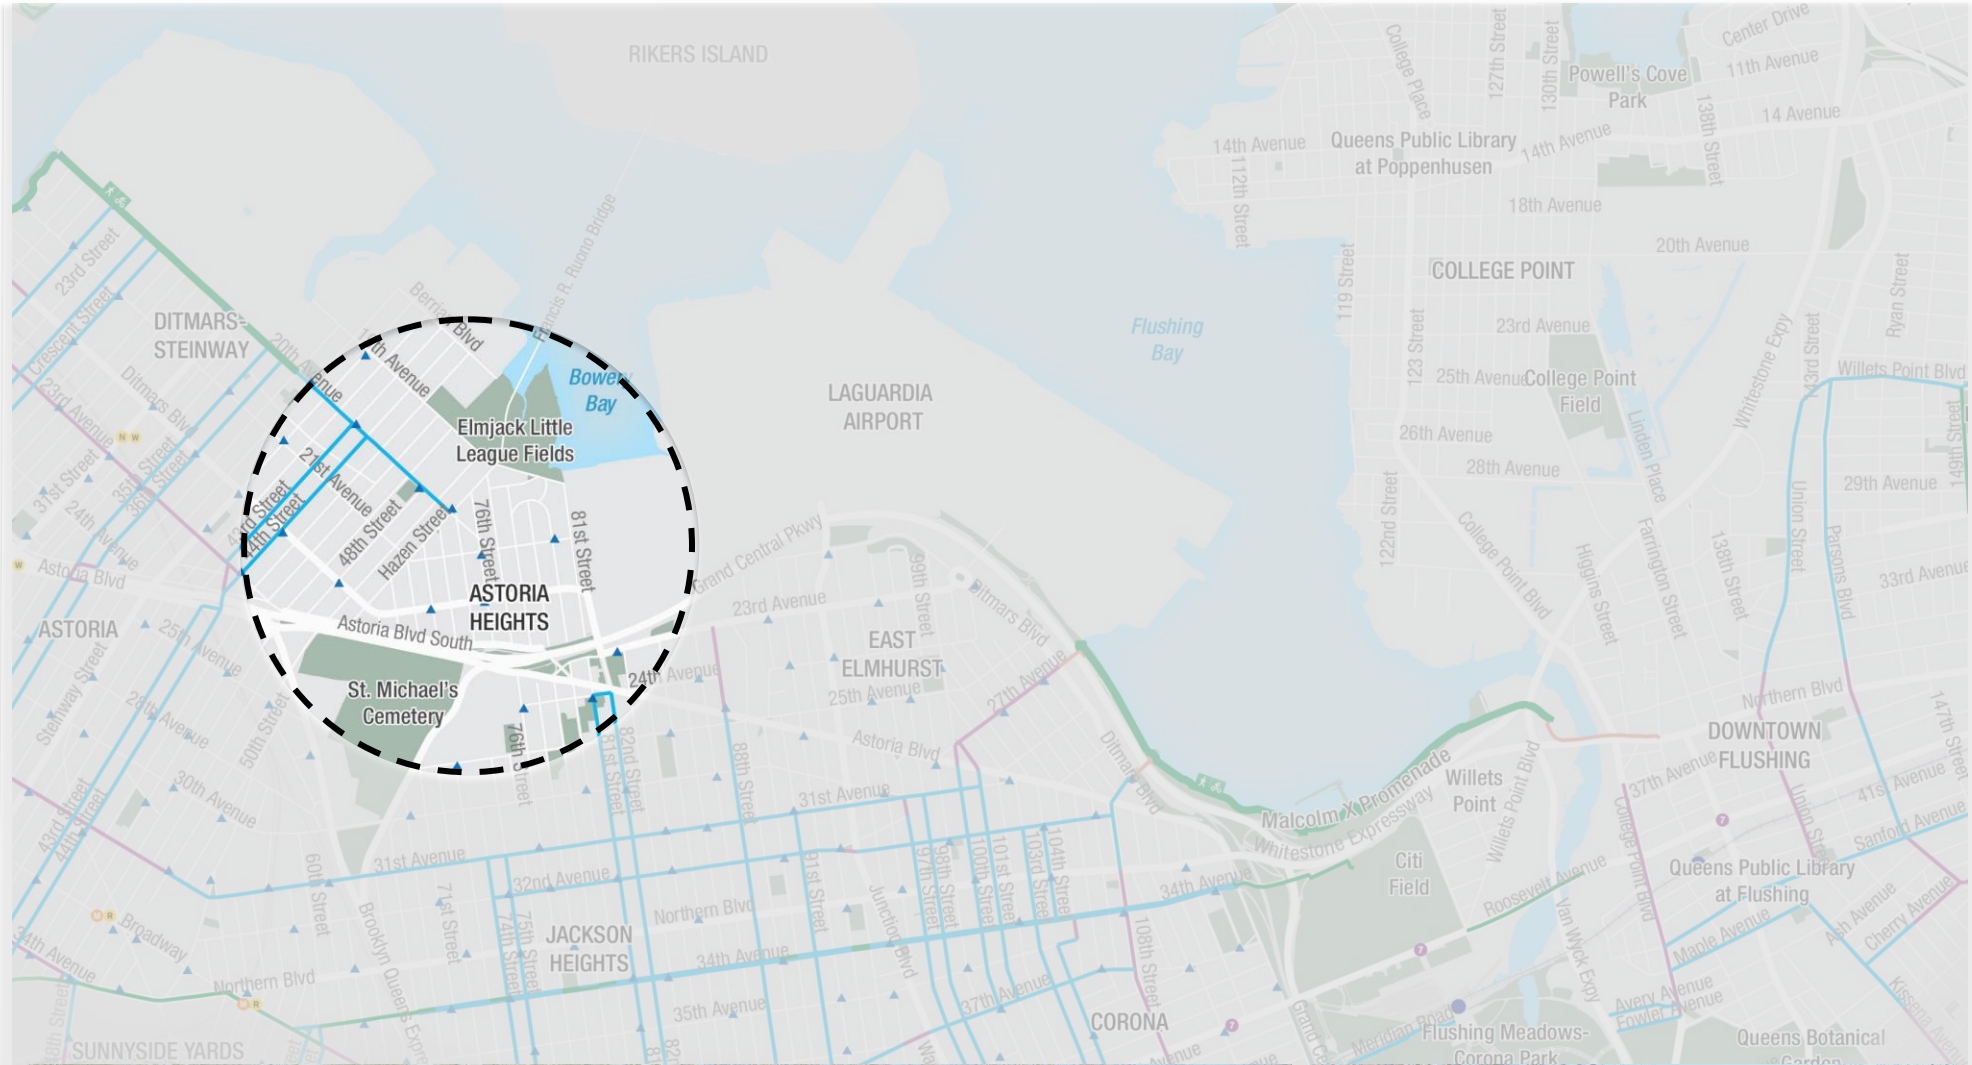 RIKERS ISLAND
College Place
127th Street
130th Street
Center Drive
11th Avenue
Powell's Cove
Park
138th Street
14 Avenue
14th Avenue
112th Street
Queens Public Library
at Poppenhusen
14th Avenue
18th Avenue
20th Avenue
COLLEGE POINT
119 Street
Ryan Street
23rd Street
Crescent Street
DITMARS-
STEINWAY
20th Avenue
Francis R. Buono Bridge
Flushing
Bay
23rd Avenue
123 Street
25th Avenue
College Point
Field
Whitestone Expy
Willets Point Blvd
Ditmars Blvd
23rd Avenue
N W
Bowery
Bay
LAGUARDIA
AIRPORT
Elmjack Little
League Fields
26th Avenue
28th Avenue
Linden Place
149th Street
29th Avenue
31st Street
35th Street
36th Street
24th Avenue
21st Avenue
43rd Street
44th Street
48th Street
Hazen Street
76th Street
81st Street
122nd Street
College Point Blvd
Farrington Street
Higgins Street
138th Street
Union Street
Parsons Blvd
33rd Avenue
W
Astoria Blvd
Grand Central Pkwy
99th Street
Ditmars Blvd
23rd Avenue
ASTORIA
HEIGHTS
Astoria Blvd South
ASTORIA
25th Avenue
Steinway Street
EAST
ELMHURST
24th Avenue
25th Avenue
27th Avenue
St. Michael's
Cemetery
28th Avenue
50th Street
76th Street
81st Street
82nd Street
88th Street
Astoria Blvd
Ditmars Blvd
Northern Blvd
147th Street
DOWNTOWN
FLUSHING
Willets
Point
Willets Point Blvd
37th Avenue
41st Avenue
30th Avenue
43rd Street
44th Street
31st Avenue
Malcolm X Promenade
Whitestone Expressway
College Point Blvd
7
Union Street
Sanford Avenue
31st Avenue
60th Street
32nd Avenue
91st Street
97th Street
98th Street
100th Street
101st Street
103rd Street
104th Street
34th Avenue
Citi
Field
Roosevelt Avenue
Queens Public Library
at Flushing
M R
Broadway
71st Street
74th Street
75th Street
Northern Blvd
Junction Blvd
108th Street
Van Wyck Expy
Maple Avenue
Ash Avenue
Cherry Avenue
JACKSON
HEIGHTS
34th Avenue
34th Avenue
Northern Blvd
M R
7
35th Avenue
37th Avenue
CORONA
7
Meridian Road
Avery Avenue
Fowler Avenue
SUNNYSIDE YARDS
Flushing Meadows-
Corona Park
Queens Botanical
Garden